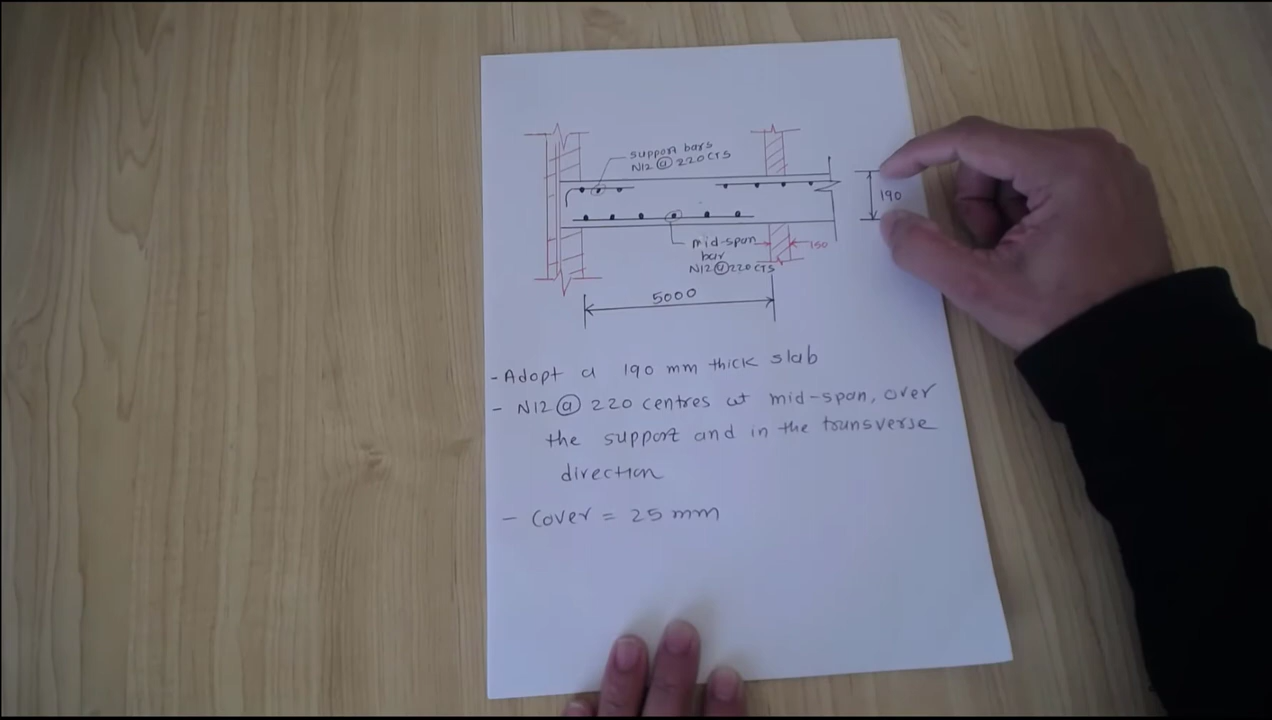 support bars
N12 @ 220 CTS
190
mid-span
150
bar
N12 @ 220 CTS
5000
- Adopt a 190 mm thick slab
- N12 @ 220 centres at mid-span, over
the support and in the transverse
direction
- Cover = 25 mm